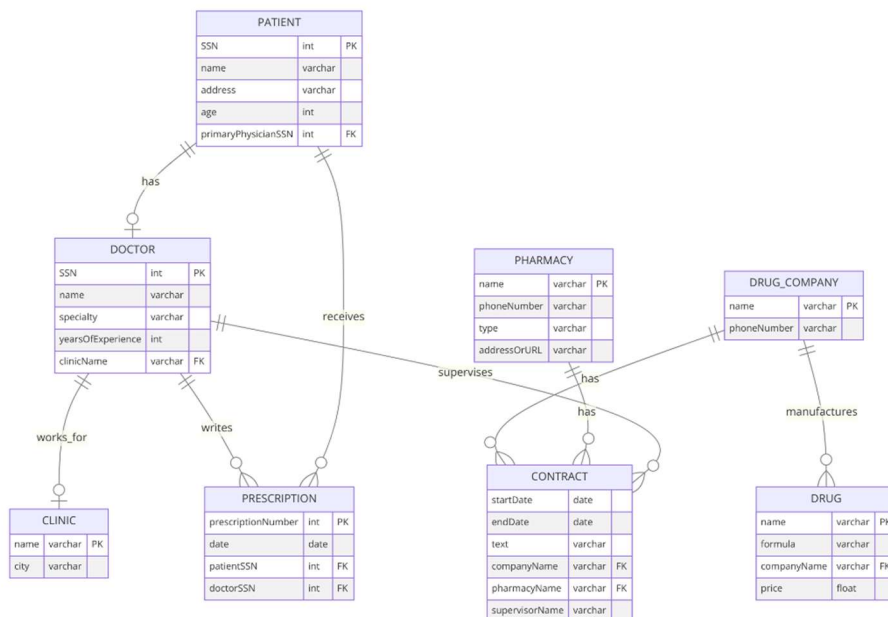 PATIENT
SSN int PK
name varchar
address varchar
age int
primaryPhysicianSSN int FK
has
DOCTOR
SSN int PK
name varchar
specialty varchar
yearsOfExperience int
clinicName varchar FK
receives
supervises
works_for
writes
PHARMACY
name varchar PK
phoneNumber varchar
type varchar
addressOrURL varchar
DRUG_COMPANY
name varchar PK
phoneNumber varchar
has
has
manufactures
CLINIC
name varchar PK
city varchar
PRESCRIPTION
prescriptionNumber int PK
date date
patientSSN int FK
doctorSSN int FK
CONTRACT
startDate date
endDate date
text varchar
companyName varchar FK
pharmacyName varchar FK
supervisorName varchar
DRUG
name varchar PK
formula varchar
companyName varchar FK
price float